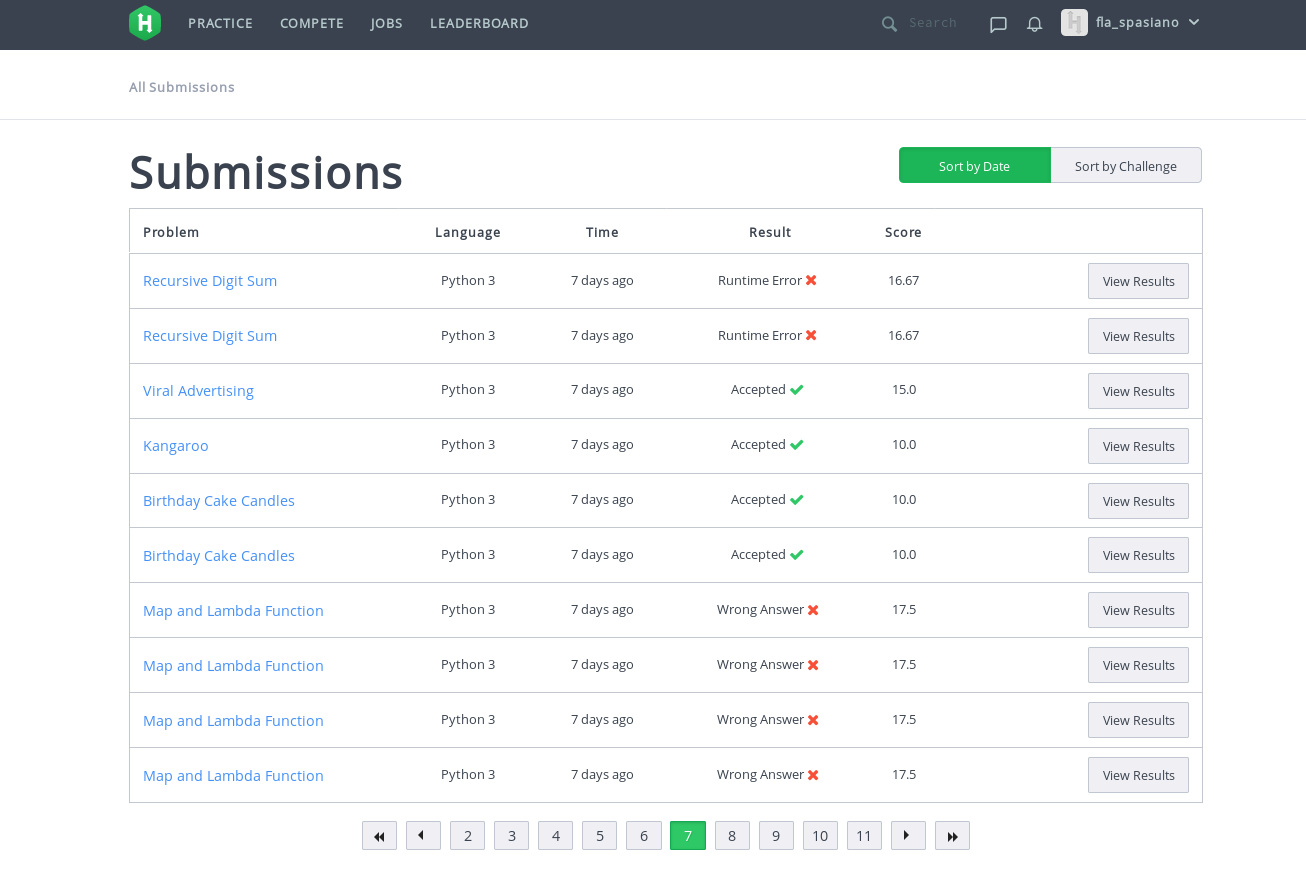 H PRACTICE COMPETE JOBS LEADERBOARD Search fla_spasiano
All Submissions
Submissions
Sort by Date Sort by Challenge
Problem Language Time Result Score
Recursive Digit Sum Python 3 7 days ago Runtime Error 16.67 View Results
Recursive Digit Sum Python 3 7 days ago Runtime Error 16.67 View Results
Viral Advertising Python 3 7 days ago Accepted 15.0 View Results
Kangaroo Python 3 7 days ago Accepted 10.0 View Results
Birthday Cake Candles Python 3 7 days ago Accepted 10.0 View Results
Birthday Cake Candles Python 3 7 days ago Accepted 10.0 View Results
Map and Lambda Function Python 3 7 days ago Wrong Answer 17.5 View Results
Map and Lambda Function Python 3 7 days ago Wrong Answer 17.5 View Results
Map and Lambda Function Python 3 7 days ago Wrong Answer 17.5 View Results
Map and Lambda Function Python 3 7 days ago Wrong Answer 17.5 View Results
2 3 4 5 6 7 8 9 10 11